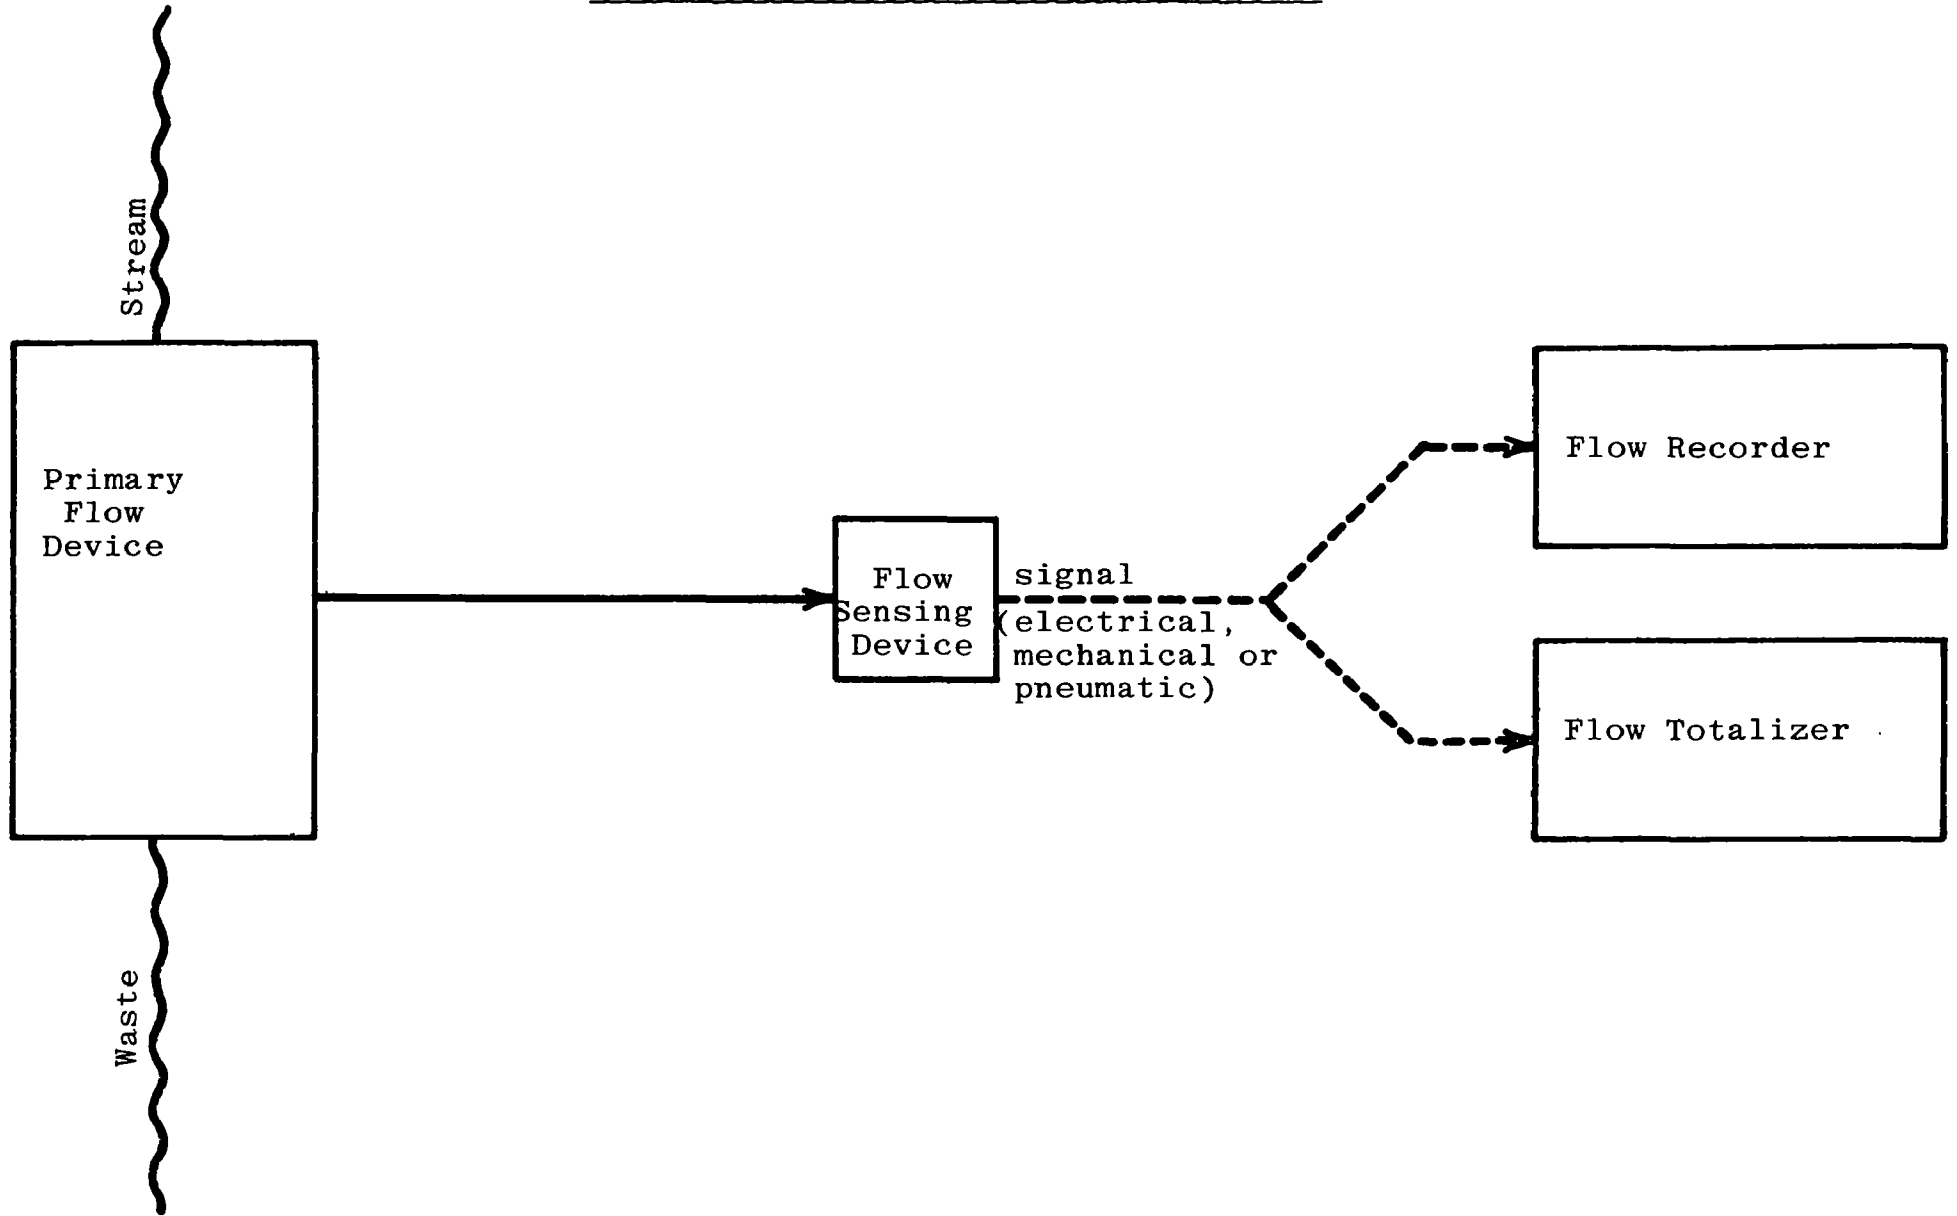 Stream
Primary
Flow
Device
Flow
Sensing
Device
signal
(electrical,
mechanical or
pneumatic)
Flow Recorder
Flow Totalizer
Waste